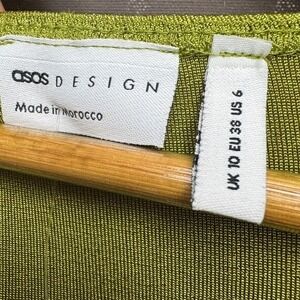 asos DESIGN
Made in Morocco
UK 10 EU 38 US 6